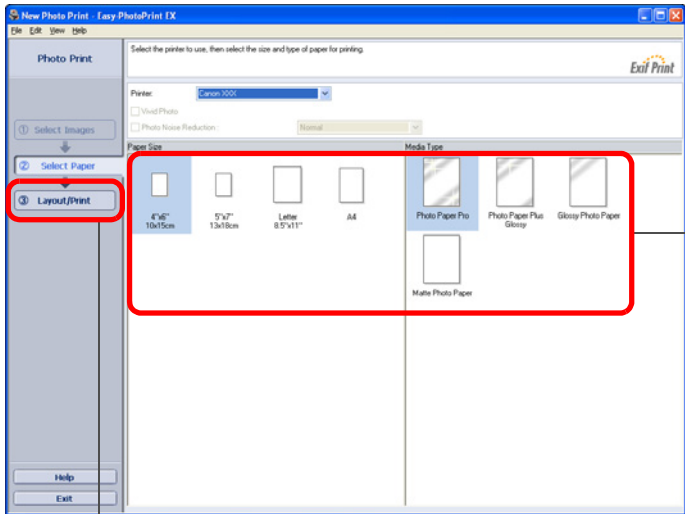 New Photo Print - Easy-PhotoPrint EX
File Edit View Help
Photo Print
Select the printer to use, then select the size and type of paper for printing.
Exif Print
Printer:
Canon XXX
Vivid Photo
Photo Noise Reduction:
Normal
① Select Images
② Select Paper
③ Layout/Print
Paper Size
Media Type
4"x6"
10x15cm
5"x7"
13x18cm
Letter
8.5"x11"
A4
Photo Paper Pro
Photo Paper Plus
Glossy
Glossy Photo Paper
Matte Photo Paper
Help
Exit